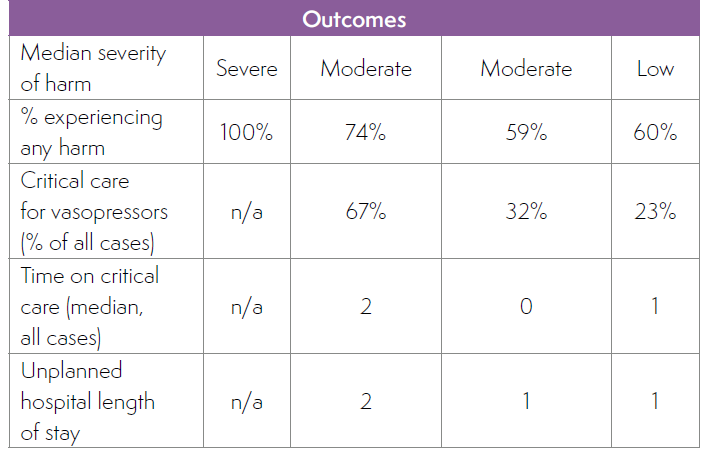 Outcomes
Median severity
of harm
Severe
Moderate
Moderate
Low
% experiencing
any harm
100%
74%
59%
60%
Critical care
for vasopressors
(% of all cases)
n/a
67%
32%
23%
Time on critical
care (median,
all cases)
n/a
2
0
1
Unplanned
hospital length
of stay
n/a
2
1
1